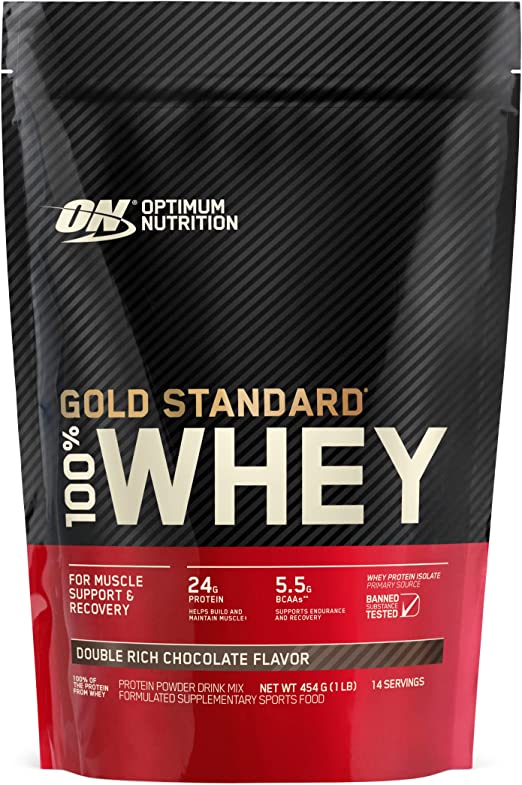 ON® OPTIMUM
NUTRITION
GOLD STANDARD®
100% WHEY
FOR MUSCLE
SUPPORT &
RECOVERY
24G
PROTEIN
HELPS BUILD AND
MAINTAIN MUSCLE‡
5.5G
BCAAs™
SUPPORTS ENDURANCE
AND RECOVERY
WHEY PROTEIN ISOLATE
PRIMARY SOURCE
BANNED
SUBSTANCE
TESTED
DOUBLE RICH CHOCOLATE FLAVOR
100% OF
THE PROTEIN
FROM WHEY
PROTEIN POWDER DRINK MIX NET WT 454 G (1 LB) 14 SERVINGS
FORMULATED SUPPLEMENTARY SPORTS FOOD